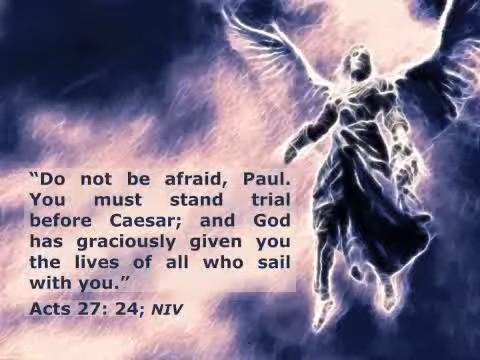 “Do not be afraid, Paul.
You must stand trial
before Caesar; and God
has graciously given you
the lives of all who sail
with you.”
Acts 27: 24; NIV